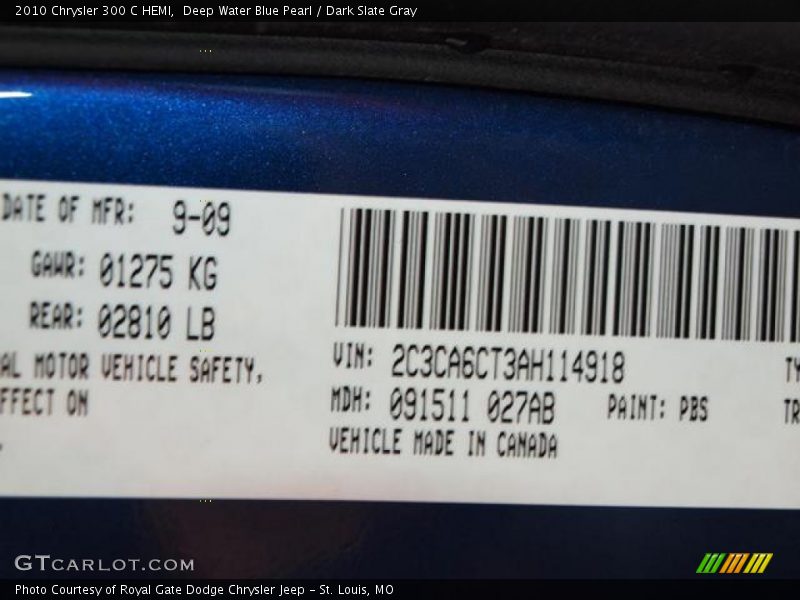 2010 Chrysler 300 C HEMI, Deep Water Blue Pearl / Dark Slate Gray
DATE OF MFR: 9-09
GAWR: 01275 KG
REAR: 02810 LB
MOTOR VEHICLE SAFETY,
ON
VIN: 2C3CA6CT3AH114918
MDH: 091511 027AB PAINT: PBS
VEHICLE MADE IN CANADA
GTCARLOT.COM
Photo Courtesy of Royal Gate Dodge Chrysler Jeep - St. Louis, MO